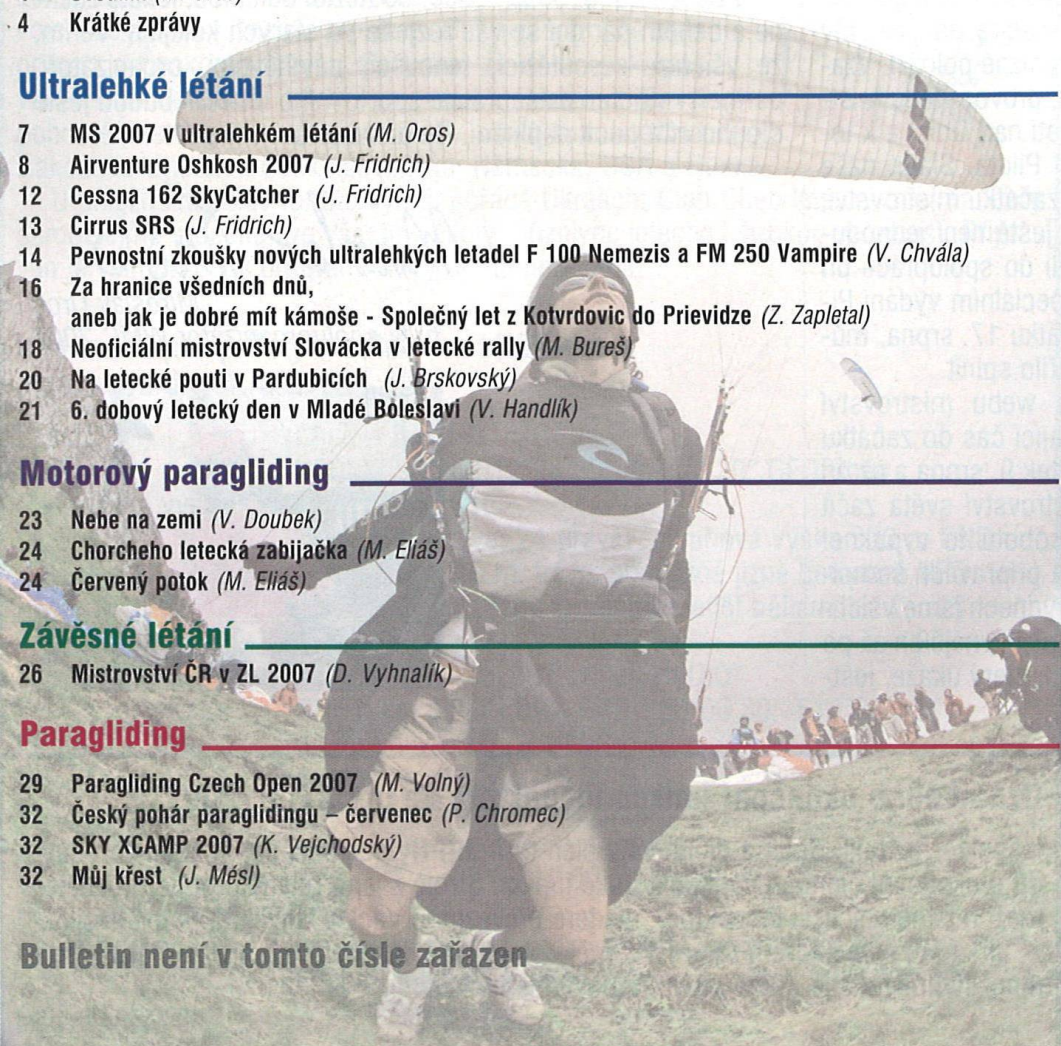 4 Krátké zprávy
Ultralehké létání
7 MS 2007 v ultralehkém létání (M. Oros)
8 Airventure Oshkosh 2007 (J. Fridrich)
12 Cessna 162 SkyCatcher (J. Fridrich)
13 Cirrus SRS (J. Fridrich)
14 Pevnostní zkoušky nových ultralehkých letadel F 100 Nemezis a FM 250 Vampire (V. Chvála)
16 Za hranice všedních dnů,
aneb jak je dobré mít kámoše - Společný let z Kotvrdovic do Prievidze (Z. Zapletal)
18 Neoficiální mistrovství Slovácka v letecké rally (M. Bureš)
20 Na letecké pouti v Pardubicích (J. Brskovský)
21 6. dobový letecký den v Mladé Boleslavi (V. Handlík)
Motorový paragliding
23 Nebe na zemi (V. Doubek)
24 Chorcheho letecká zabijačka (M. Eliáš)
24 Červený potok (M. Eliáš)
Závěsné létání
26 Mistrovství ČR v ZL 2007 (D. Vyhnalík)
Paragliding
29 Paragliding Czech Open 2007 (M. Volný)
32 Český pohár paraglidingu – červenec (P. Chromec)
32 SKY XCAMP 2007 (K. Vejchodský)
32 Můj křest (J. Mésl)
Bulletin není v tomto čísle zařazen
UP